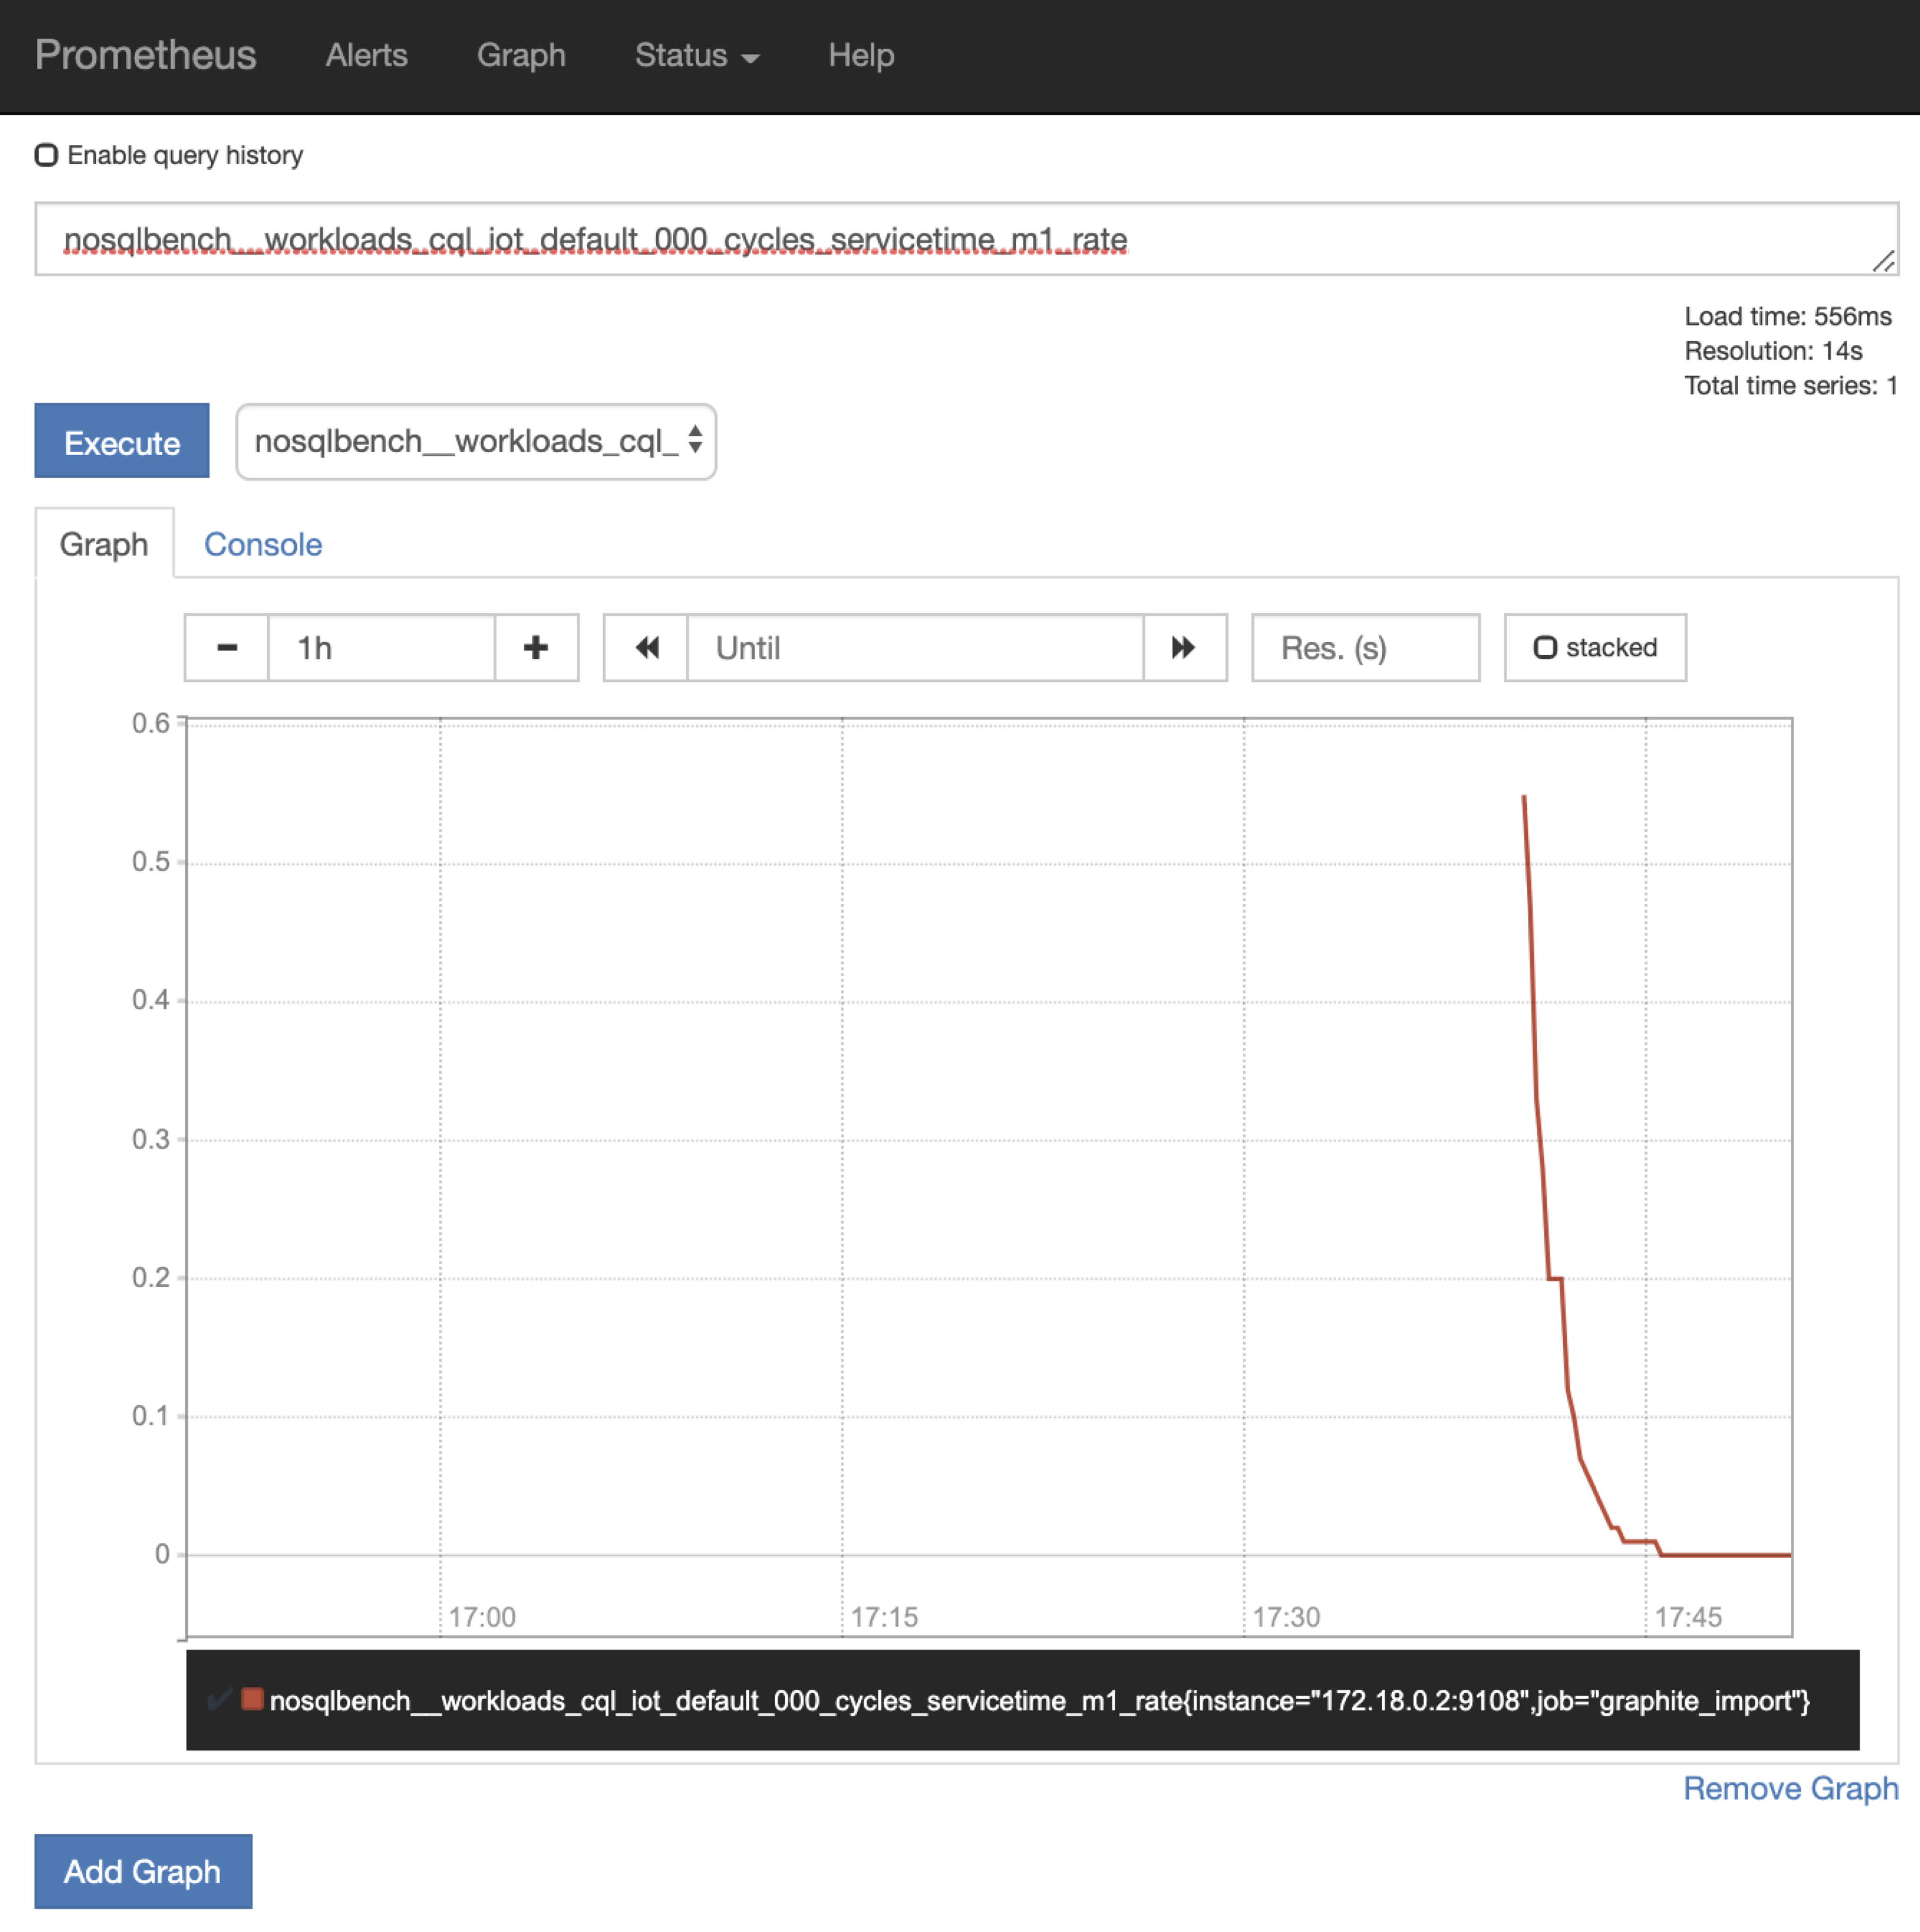 Prometheus Alerts Graph Status Help
Enable query history
nosqlbench__workloads_cql_iot_default_000_cycles_servicetime_m1_rate
Load time: 556ms
Resolution: 14s
Total time series: 1
Execute nosqlbench__workloads_cql_
Graph Console
1h Until Res. (s) stacked
0.6
0.5
0.4
0.3
0.2
0.1
0
17:00 17:15 17:30 17:45
nosqlbench__workloads_cql_iot_default_000_cycles_servicetime_m1_rate{instance="172.18.0.2:9108",job="graphite_import"}
Remove Graph
Add Graph